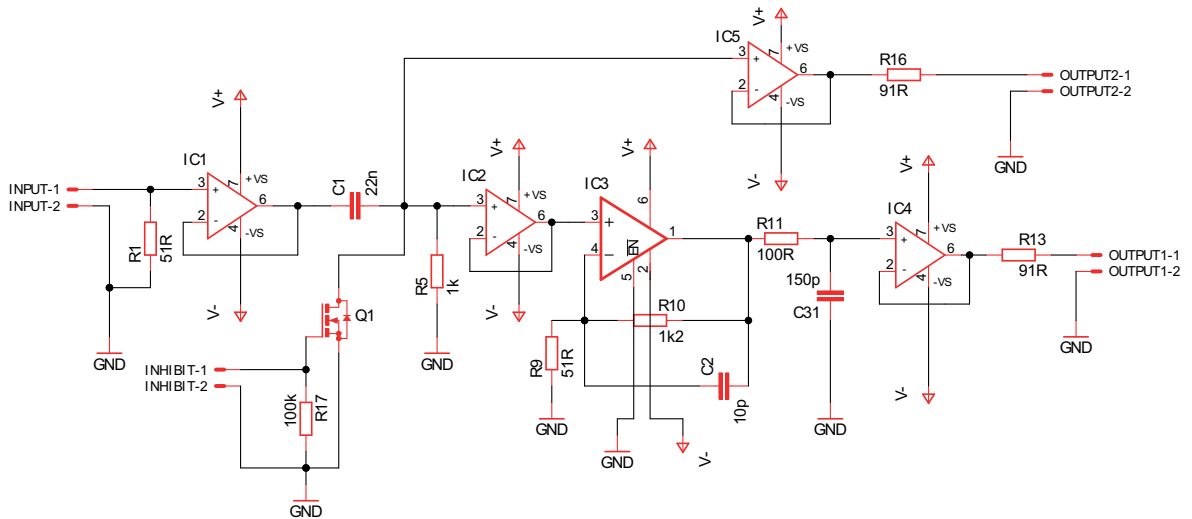 V+
IC5
+VS
7
3
+
6
2
-
4
-VS
V-
R16
91R
OUTPUT2-1
OUTPUT2-2
GND
V+
IC1
INPUT-1
INPUT-2
3
+
7
+VS
6
2
-
4
-VS
V-
R1
51R
GND
C1
22n
V+
IC2
3
+
7
+VS
6
2
-
4
-VS
V-
R5
1k
GND
Q1
INHIBIT-1
INHIBIT-2
100k
R17
GND
V+
IC3
6
3
+
1
4
-
EN
5
2
R9
51R
GND
R10
1k2
C2
10p
GND
V-
R11
100R
150p
C31
GND
V+
IC4
3
+
7
+VS
6
2
-
4
-VS
V-
R13
91R
OUTPUT1-1
OUTPUT1-2
GND